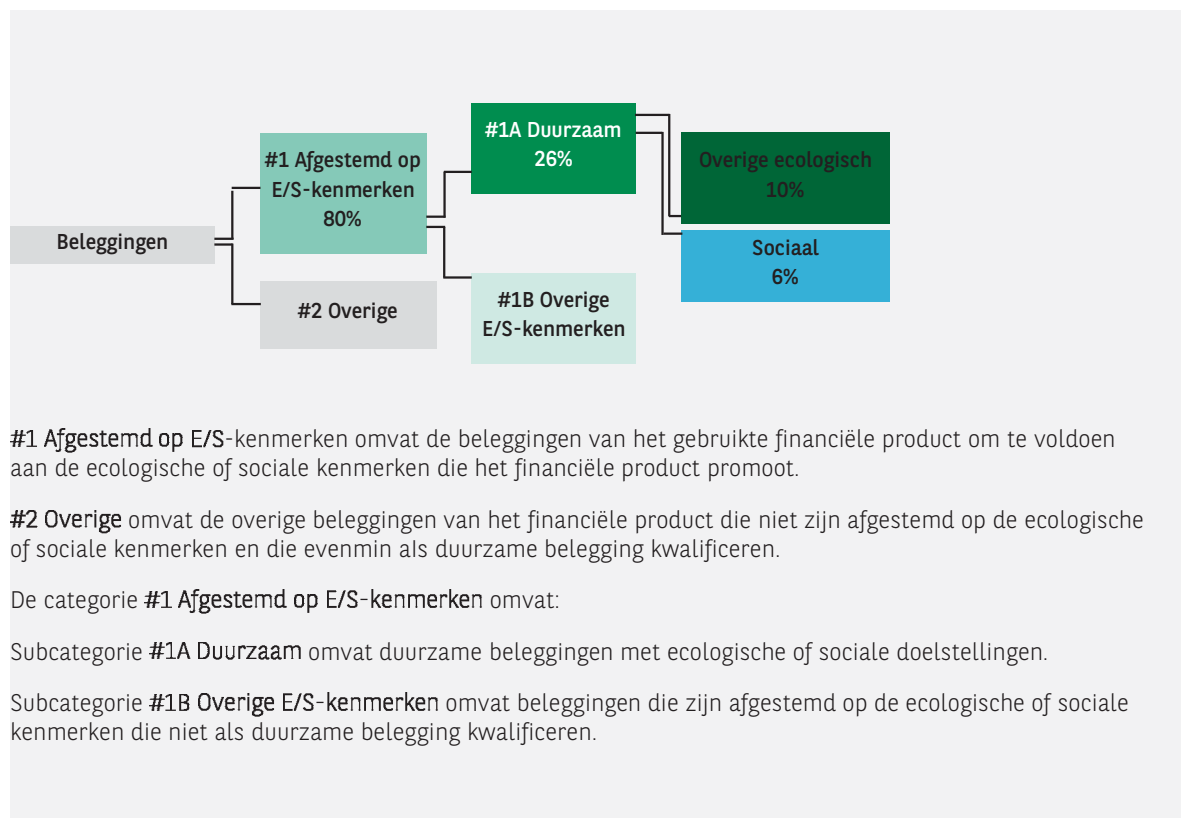 #1A Duurzaam
26%
#1 Afgestemd op
E/S-kenmerken
80%
Overige ecologisch
10%
Beleggingen
Sociaal
6%
#2 Overige
#1B Overige
E/S-kenmerken
#1 Afgestemd op E/S-kenmerken omvat de beleggingen van het gebruikte financiële product om te voldoen
aan de ecologische of sociale kenmerken die het financiële product promoot.
#2 Overige omvat de overige beleggingen van het financiële product die niet zijn afgestemd op de ecologische
of sociale kenmerken en die evenmin als duurzame belegging kwalificeren.
De categorie #1 Afgestemd op E/S-kenmerken omvat:
Subcategorie #1A Duurzaam omvat duurzame beleggingen met ecologische of sociale doelstellingen.
Subcategorie #1B Overige E/S-kenmerken omvat beleggingen die zijn afgestemd op de ecologische of sociale
kenmerken die niet als duurzame belegging kwalificeren.